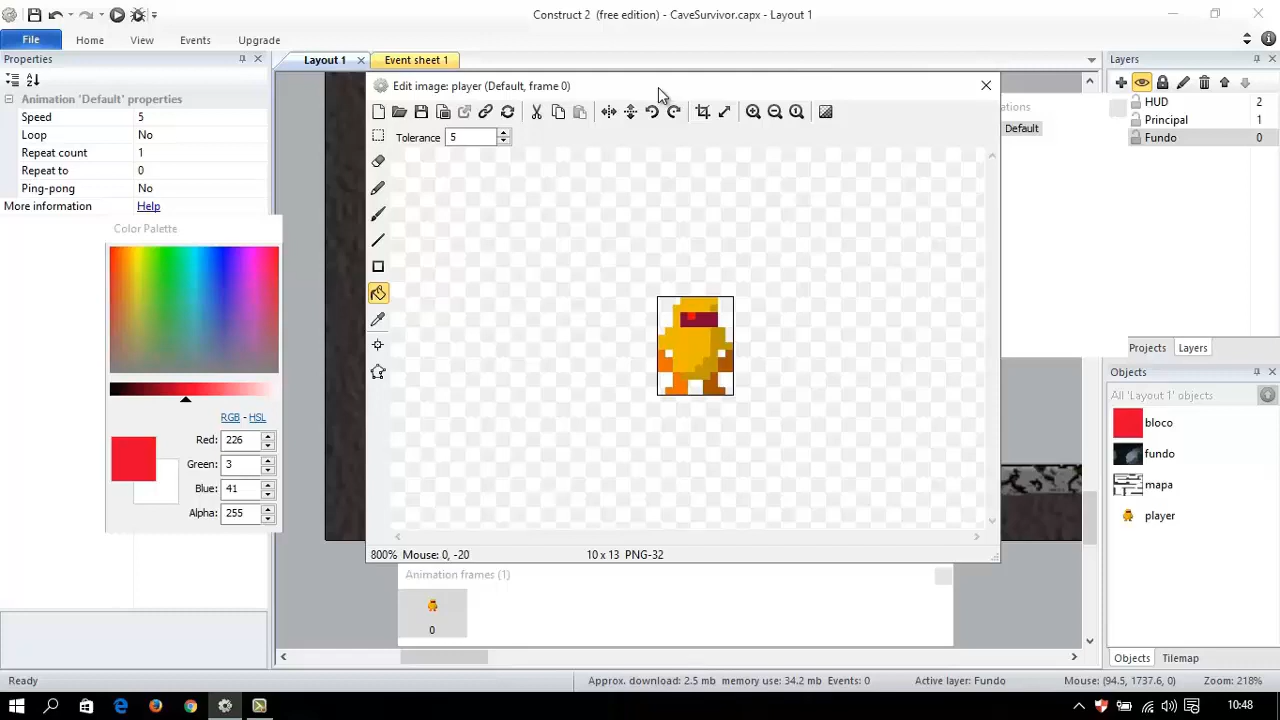 Construct 2 (free edition) - CaveSurvivor.capx - Layout 1
File
Home
View
Events
Upgrade
Properties
Animation 'Default' properties
Speed 5
Loop No
Repeat count 1
Repeat to 0
Ping-pong No
More information Help
Color Palette
RGB - HSL
Red: 226
Green: 3
Blue: 41
Alpha: 255
Layout 1
Event sheet 1
Edit image: player (Default, frame 0)
Tolerance 5
800% Mouse: 0, -20 10 x 13 PNG-32
Animation frames (1)
0
ations
Default
Layers
HUD 2
Principal 1
Fundo 0
Projects
Layers
Objects
All 'Layout 1' objects
bloco
fundo
mapa
player
Objects
Tilemap
Ready
Approx. download: 2.5 mb memory use: 34.2 mb Events: 0
Active layer: Fundo
Mouse: (94.5, 1737.6, 0)
Zoom: 218%
10:48